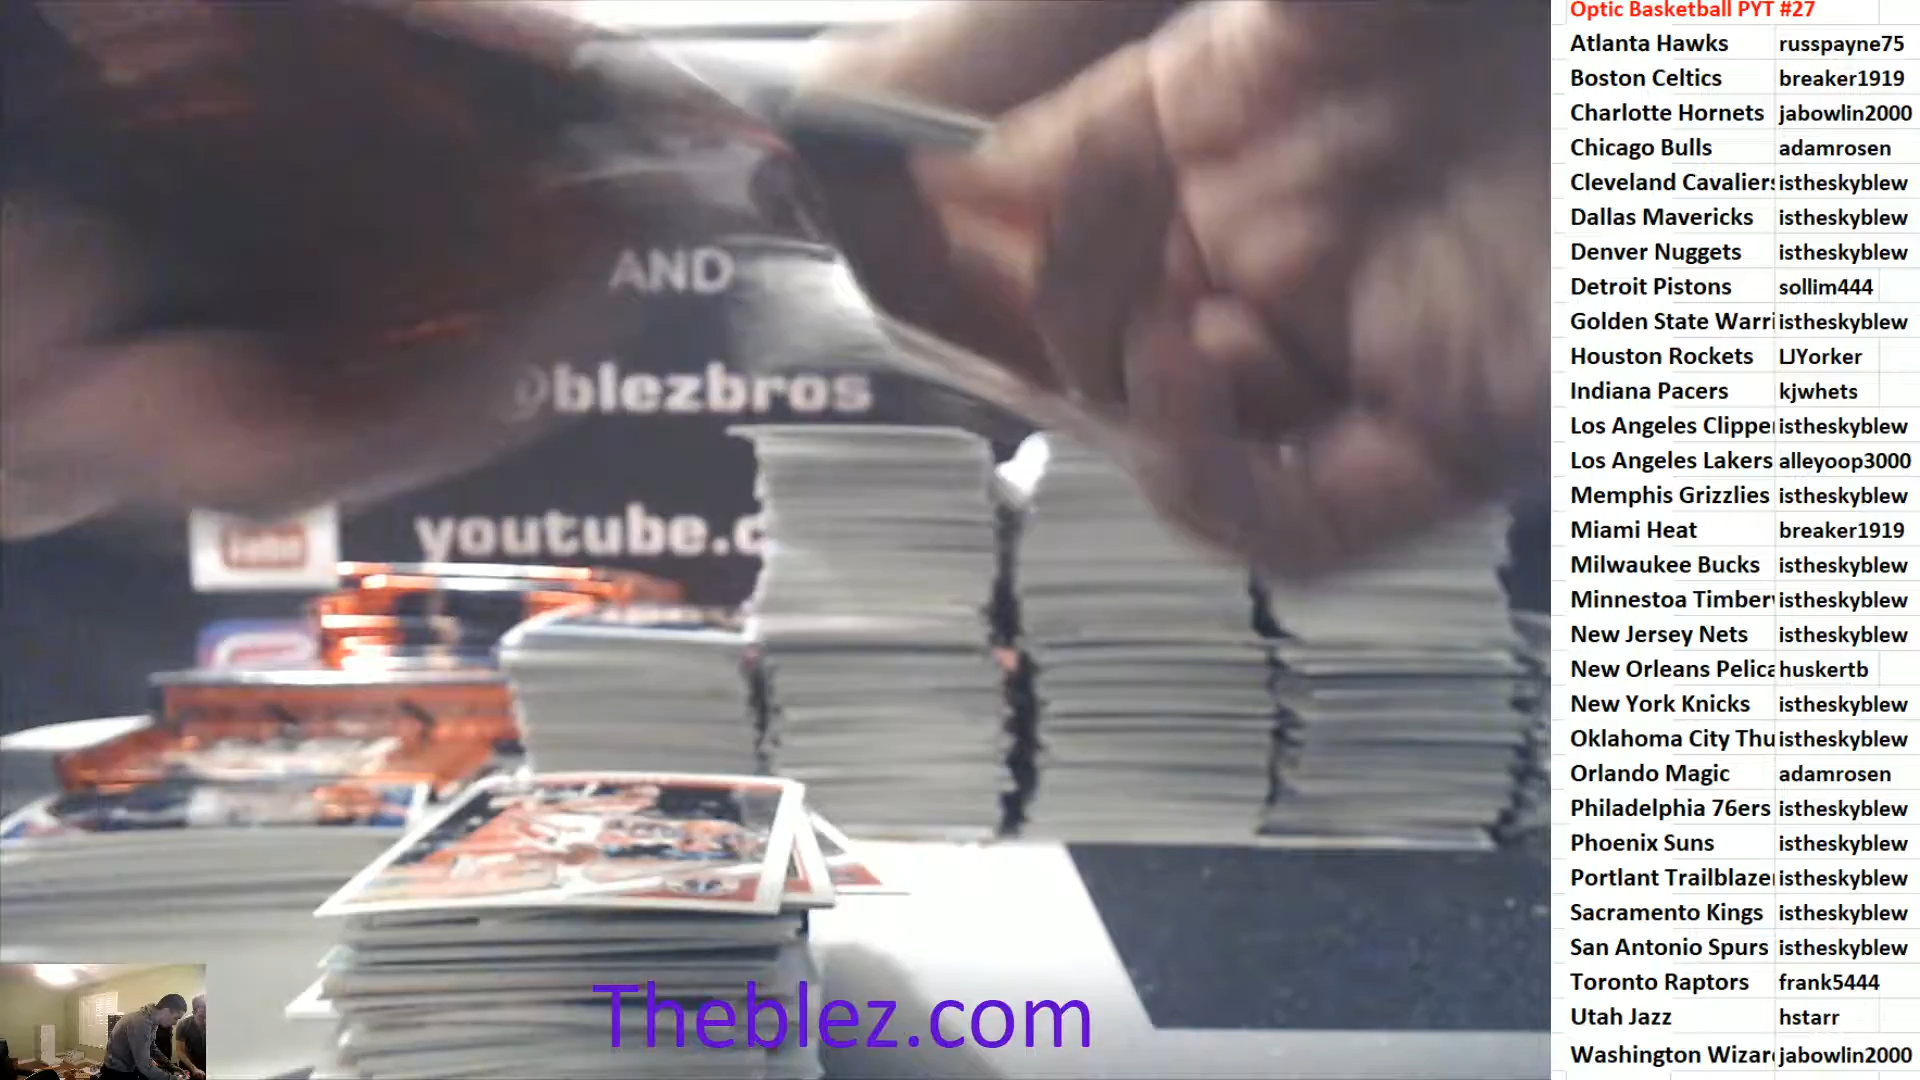 Optic Basketball PYT #27
Atlanta Hawks russpayne75
Boston Celtics breaker1919
Charlotte Hornets jabowlin2000
Chicago Bulls adamrosen
Cleveland Cavaliers istheskyblew
Dallas Mavericks istheskyblew
Denver Nuggets istheskyblew
Detroit Pistons sollim444
Golden State Warri istheskyblew
Houston Rockets LJYorker
Indiana Pacers kjwhets
Los Angeles Clippe istheskyblew
Los Angeles Lakers alleyoop3000
Memphis Grizzlies istheskyblew
Miami Heat breaker1919
Milwaukee Bucks istheskyblew
Minnestoa Timber istheskyblew
New Jersey Nets istheskyblew
New Orleans Pelica huskertb
New York Knicks istheskyblew
Oklahoma City Thu istheskyblew
Orlando Magic adamrosen
Philadelphia 76ers istheskyblew
Phoenix Suns istheskyblew
Portlant Trailblaze istheskyblew
Sacramento Kings istheskyblew
San Antonio Spurs istheskyblew
Toronto Raptors frank5444
Utah Jazz hstarr
Washington Wizar jabowlin2000
AND
@blezbros
youtube.c
Theblez.com